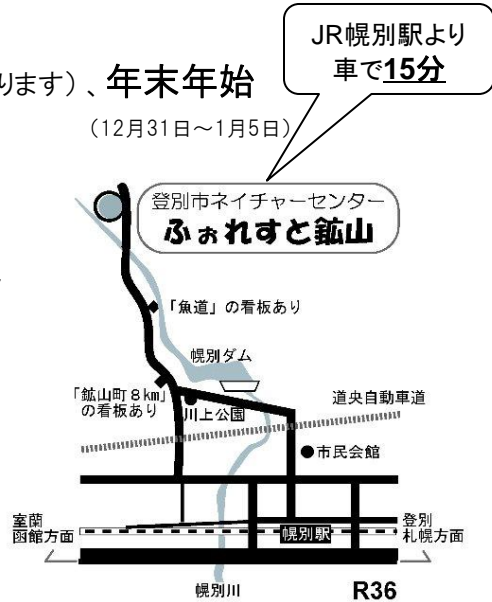 JR幌別駅より
車で15分
ります）、年末年始
（12月31日～1月5日）
登別市ネイチャーセンター
ふぉれすと鉱山
「魚道」の看板あり
幌別ダム
「鉱山町8km」
の看板あり
川上公園
道央自動車道
●市民会館
室蘭
函館方面
幌別駅
登別
札幌方面
幌別川
R36